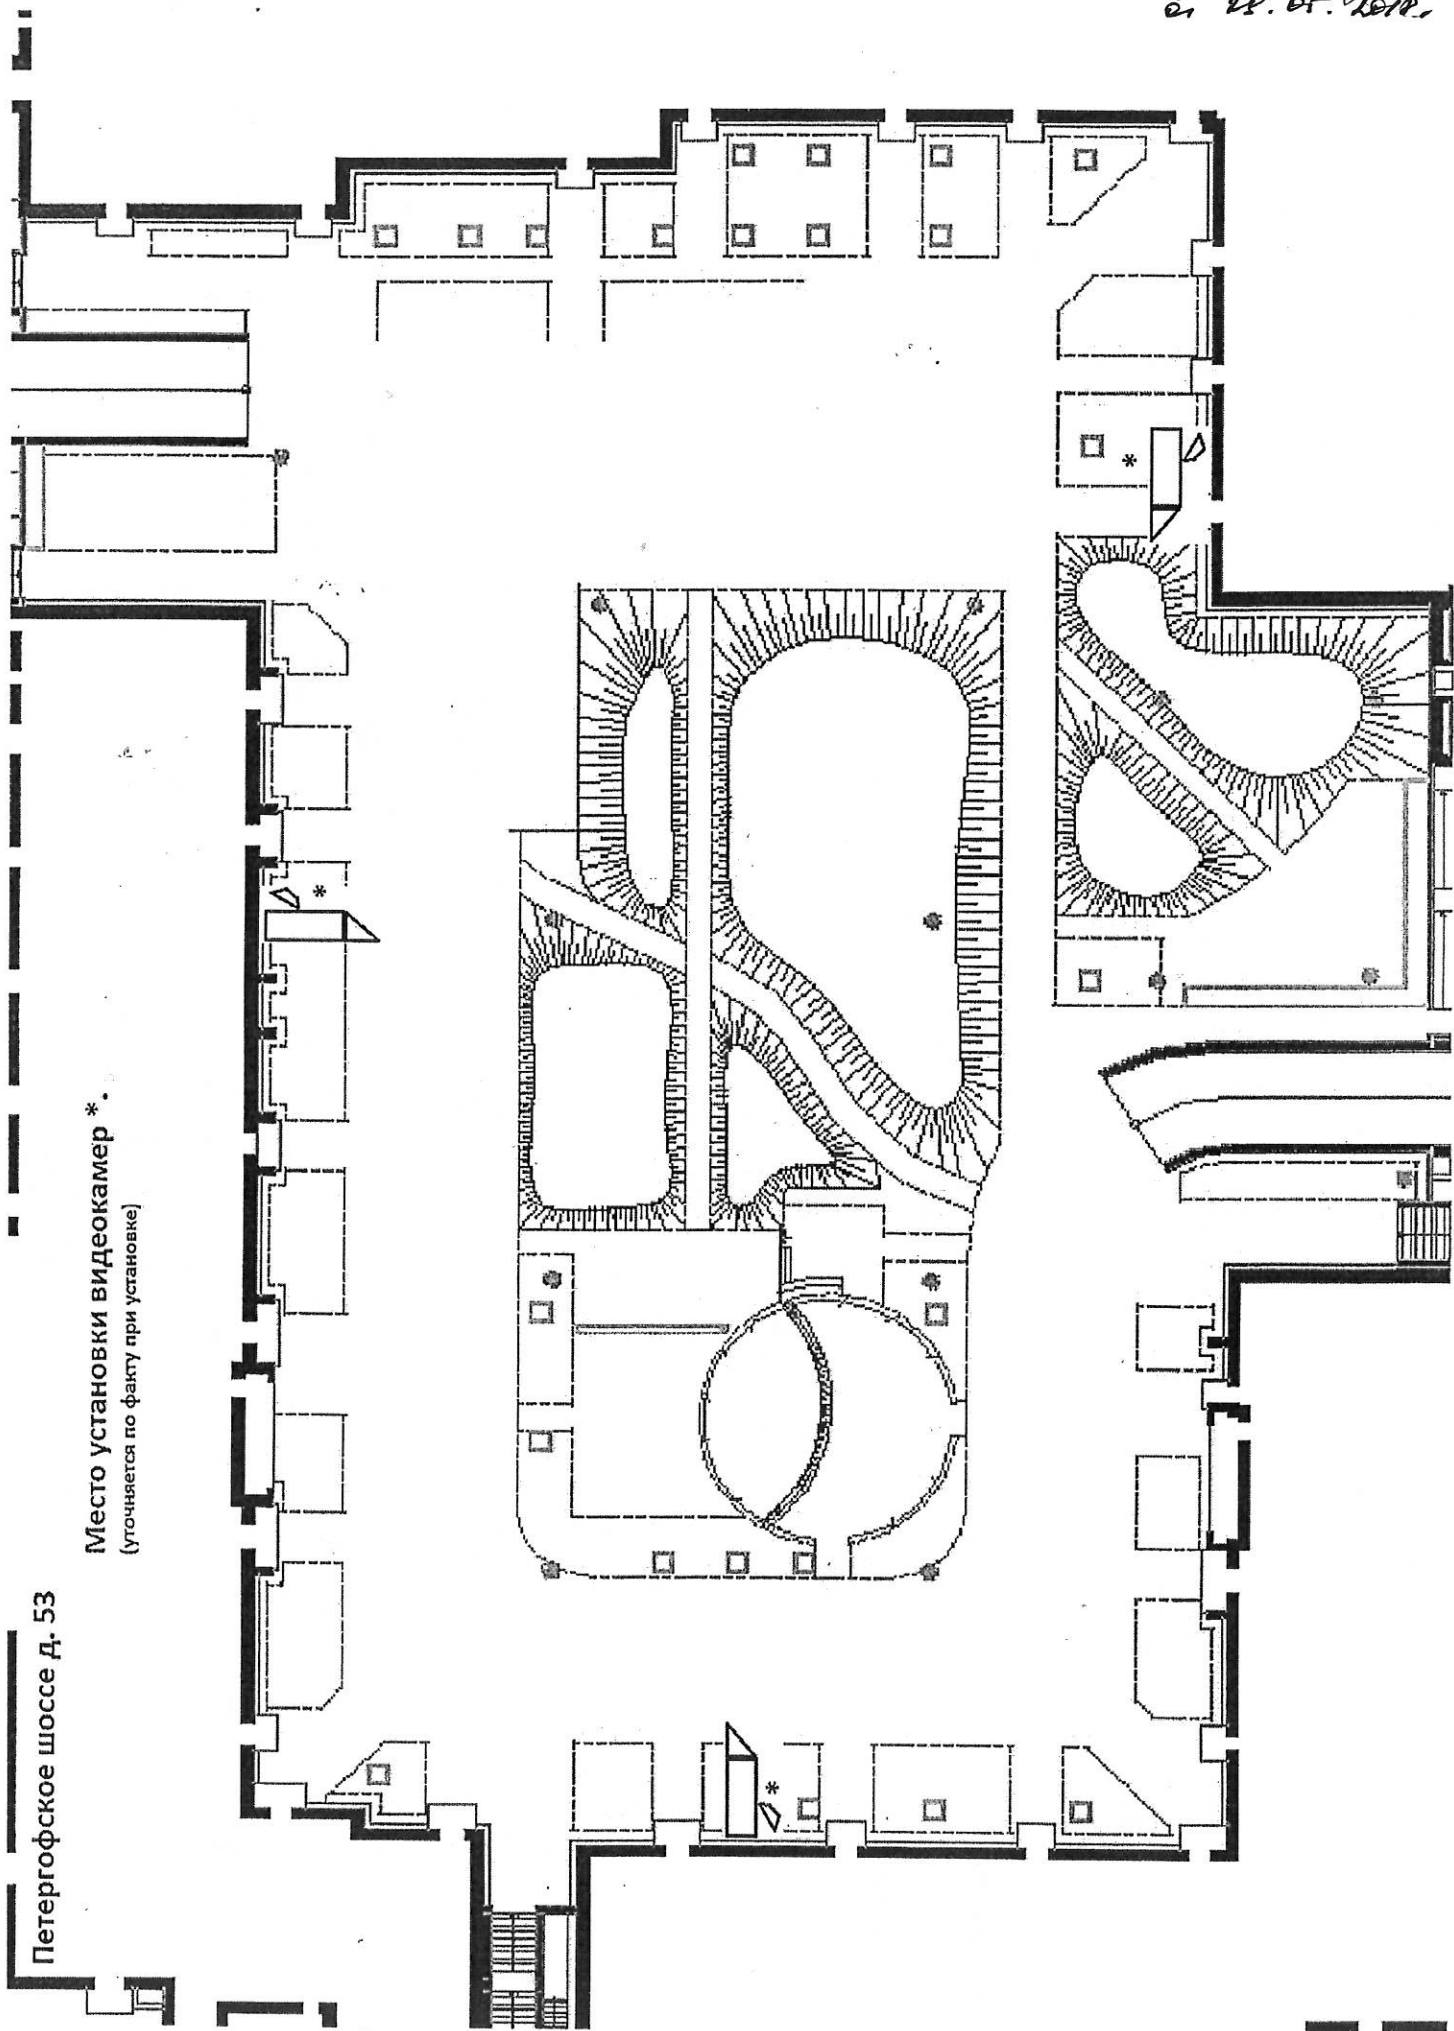 Петергофское шоссе д. 53
Место установки видеокамер *.
(уточняется по факту при установке)
*
*
*